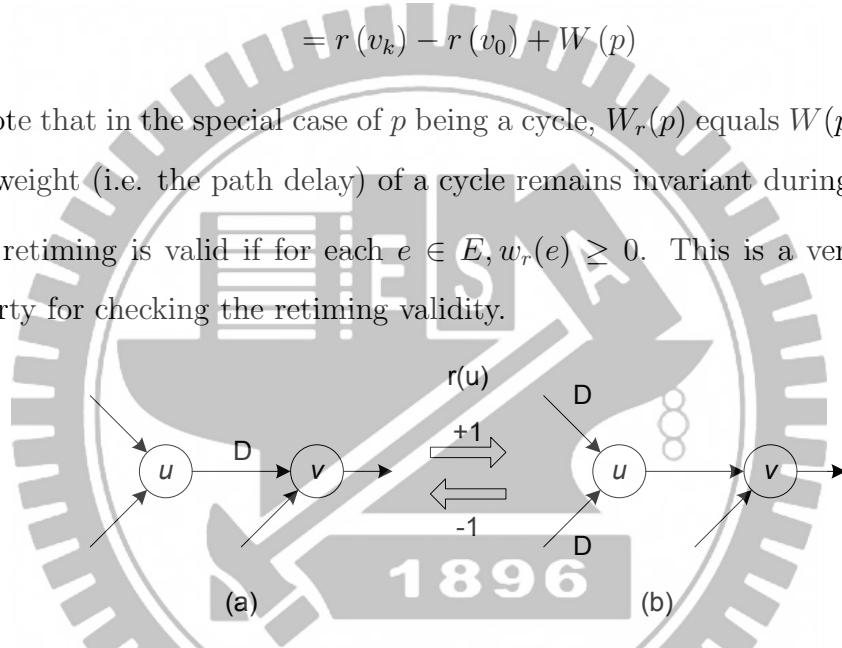 = r (v_k) − r (v_0) + W (p)
ote that in the special case of p being a cycle, W_r(p) equals W(p
weight (i.e. the path delay) of a cycle remains invariant during
retiming is valid if for each e ∈ E, w_r(e) ≥ 0. This is a ver
rty for checking the retiming validity.
E S A
r(u)
D
+1
D
u
v
u
v
-1
D
1896
(a)
(b)